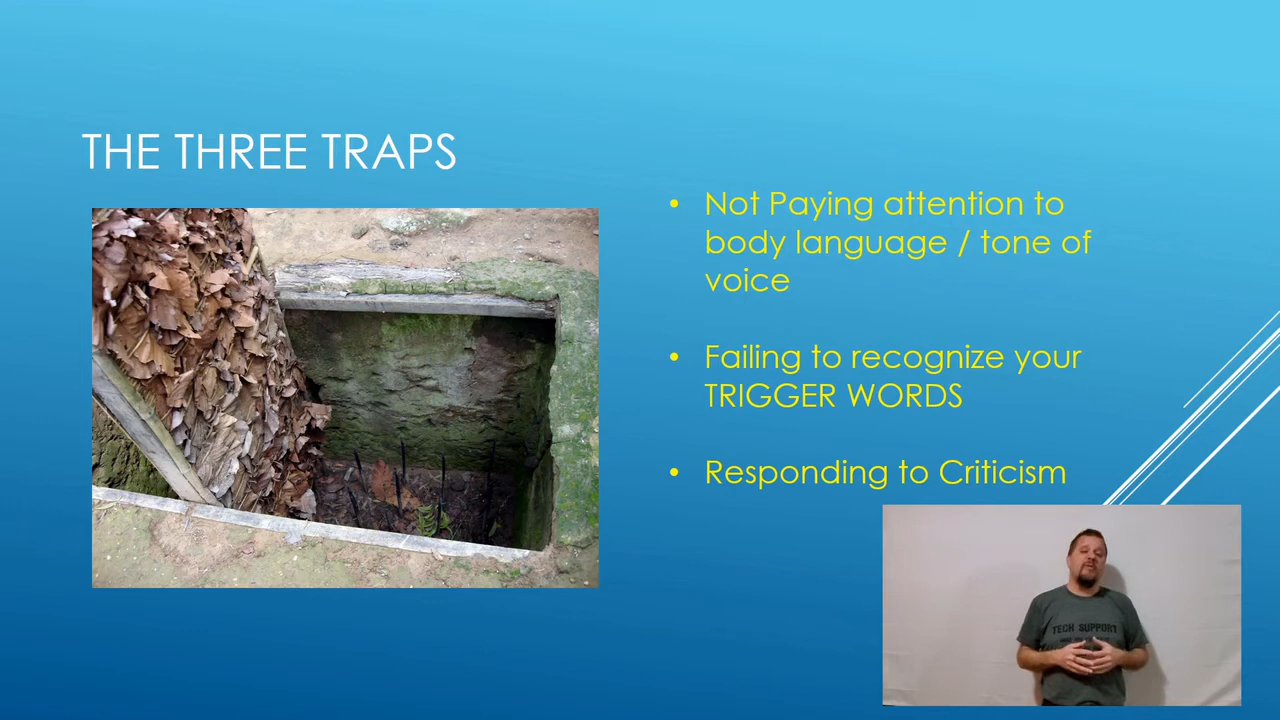 THE THREE TRAPS
• Not Paying attention to
body language / tone of
voice
• Failing to recognize your
TRIGGER WORDS
• Responding to Criticism
TECH SUPPORT